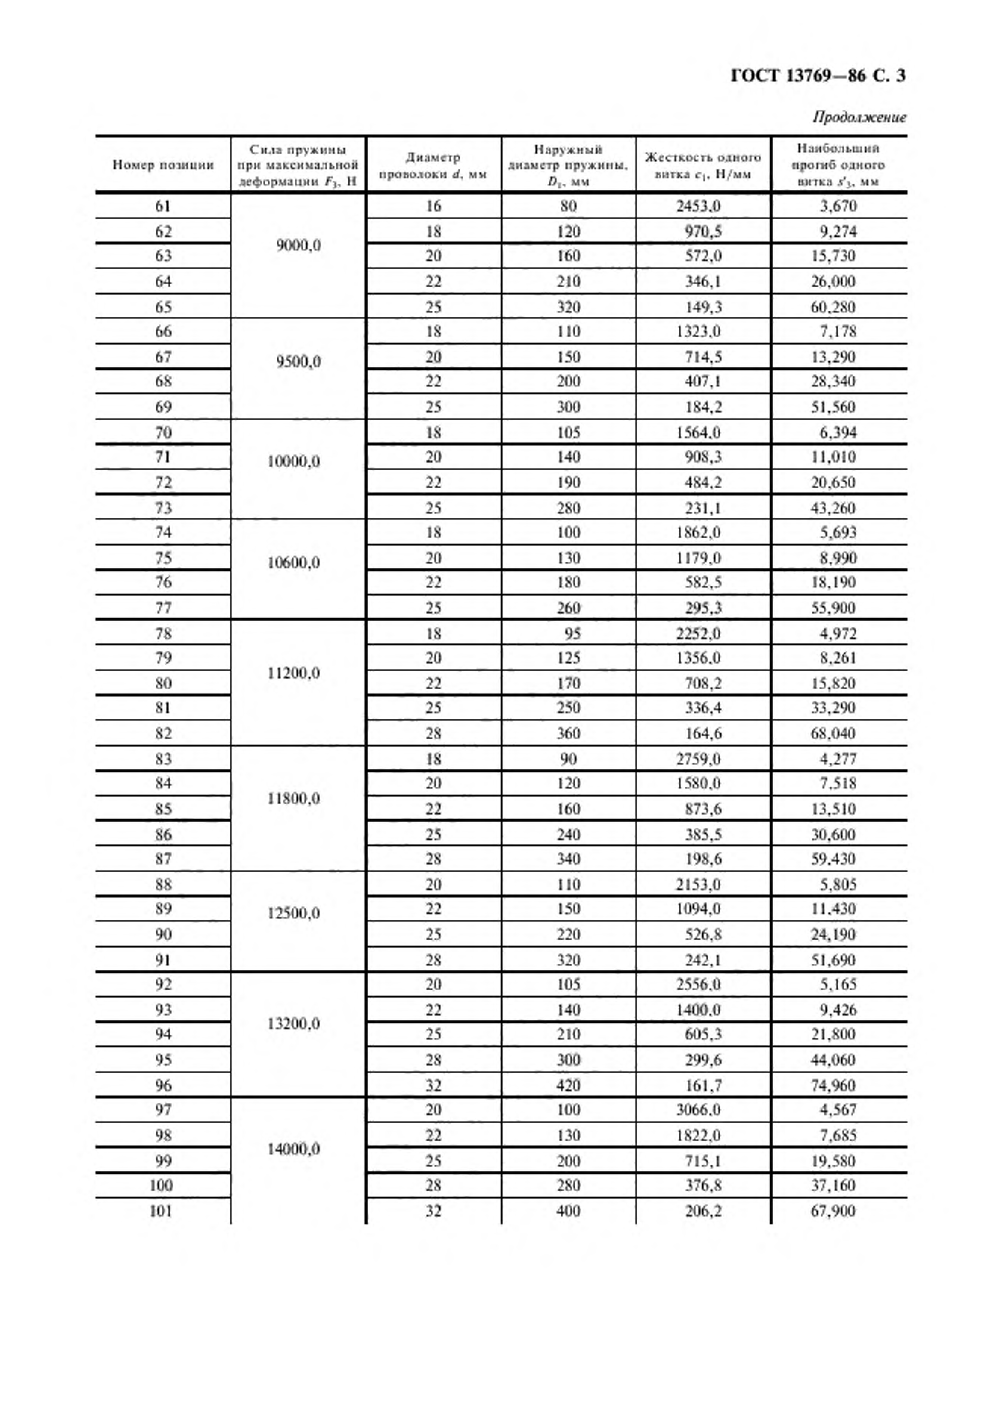 ГОСТ 13769—86 С. 3
Продолжение
Номер позиции | Сила пружины при максимальной деформации F₃, Н | Диаметр проволоки d, мм | Наружный диаметр пружины, D₁, мм | Жесткость одного витка c₁, Н/мм | Наибольший прогиб одного витка s'₃, мм
61 | 9000,0 | 16 | 80 | 2453,0 | 3,670
62 | 18 | 120 | 970,5 | 9,274
63 | 20 | 160 | 572,0 | 15,730
64 | 22 | 210 | 346,1 | 26,000
65 | 25 | 320 | 149,3 | 60,280
66 | 9500,0 | 18 | 110 | 1323,0 | 7,178
67 | 20 | 150 | 714,5 | 13,290
68 | 22 | 200 | 407,1 | 28,340
69 | 25 | 300 | 184,2 | 51,560
70 | 10000,0 | 18 | 105 | 1564,0 | 6,394
71 | 20 | 140 | 908,3 | 11,010
72 | 22 | 190 | 484,2 | 20,650
73 | 25 | 280 | 231,1 | 43,260
74 | 10600,0 | 18 | 100 | 1862,0 | 5,693
75 | 20 | 130 | 1179,0 | 8,990
76 | 22 | 180 | 582,5 | 18,190
77 | 25 | 260 | 295,3 | 55,900
78 | 11200,0 | 18 | 95 | 2252,0 | 4,972
79 | 20 | 125 | 1356,0 | 8,261
80 | 22 | 170 | 708,2 | 15,820
81 | 25 | 250 | 336,4 | 33,290
82 | 28 | 360 | 164,6 | 68,040
83 | 11800,0 | 18 | 90 | 2759,0 | 4,277
84 | 20 | 120 | 1580,0 | 7,518
85 | 22 | 160 | 873,6 | 13,510
86 | 25 | 240 | 385,5 | 30,600
87 | 28 | 340 | 198,6 | 59,430
88 | 12500,0 | 20 | 110 | 2153,0 | 5,805
89 | 22 | 150 | 1094,0 | 11,430
90 | 25 | 220 | 526,8 | 24,190
91 | 28 | 320 | 242,1 | 51,690
92 | 13200,0 | 20 | 105 | 2556,0 | 5,165
93 | 22 | 140 | 1400,0 | 9,426
94 | 25 | 210 | 605,3 | 21,800
95 | 28 | 300 | 299,6 | 44,060
96 | 32 | 420 | 161,7 | 74,960
97 | 14000,0 | 20 | 100 | 3066,0 | 4,567
98 | 22 | 130 | 1822,0 | 7,685
99 | 25 | 200 | 715,1 | 19,580
100 | 28 | 280 | 376,8 | 37,160
101 | 32 | 400 | 206,2 | 67,900